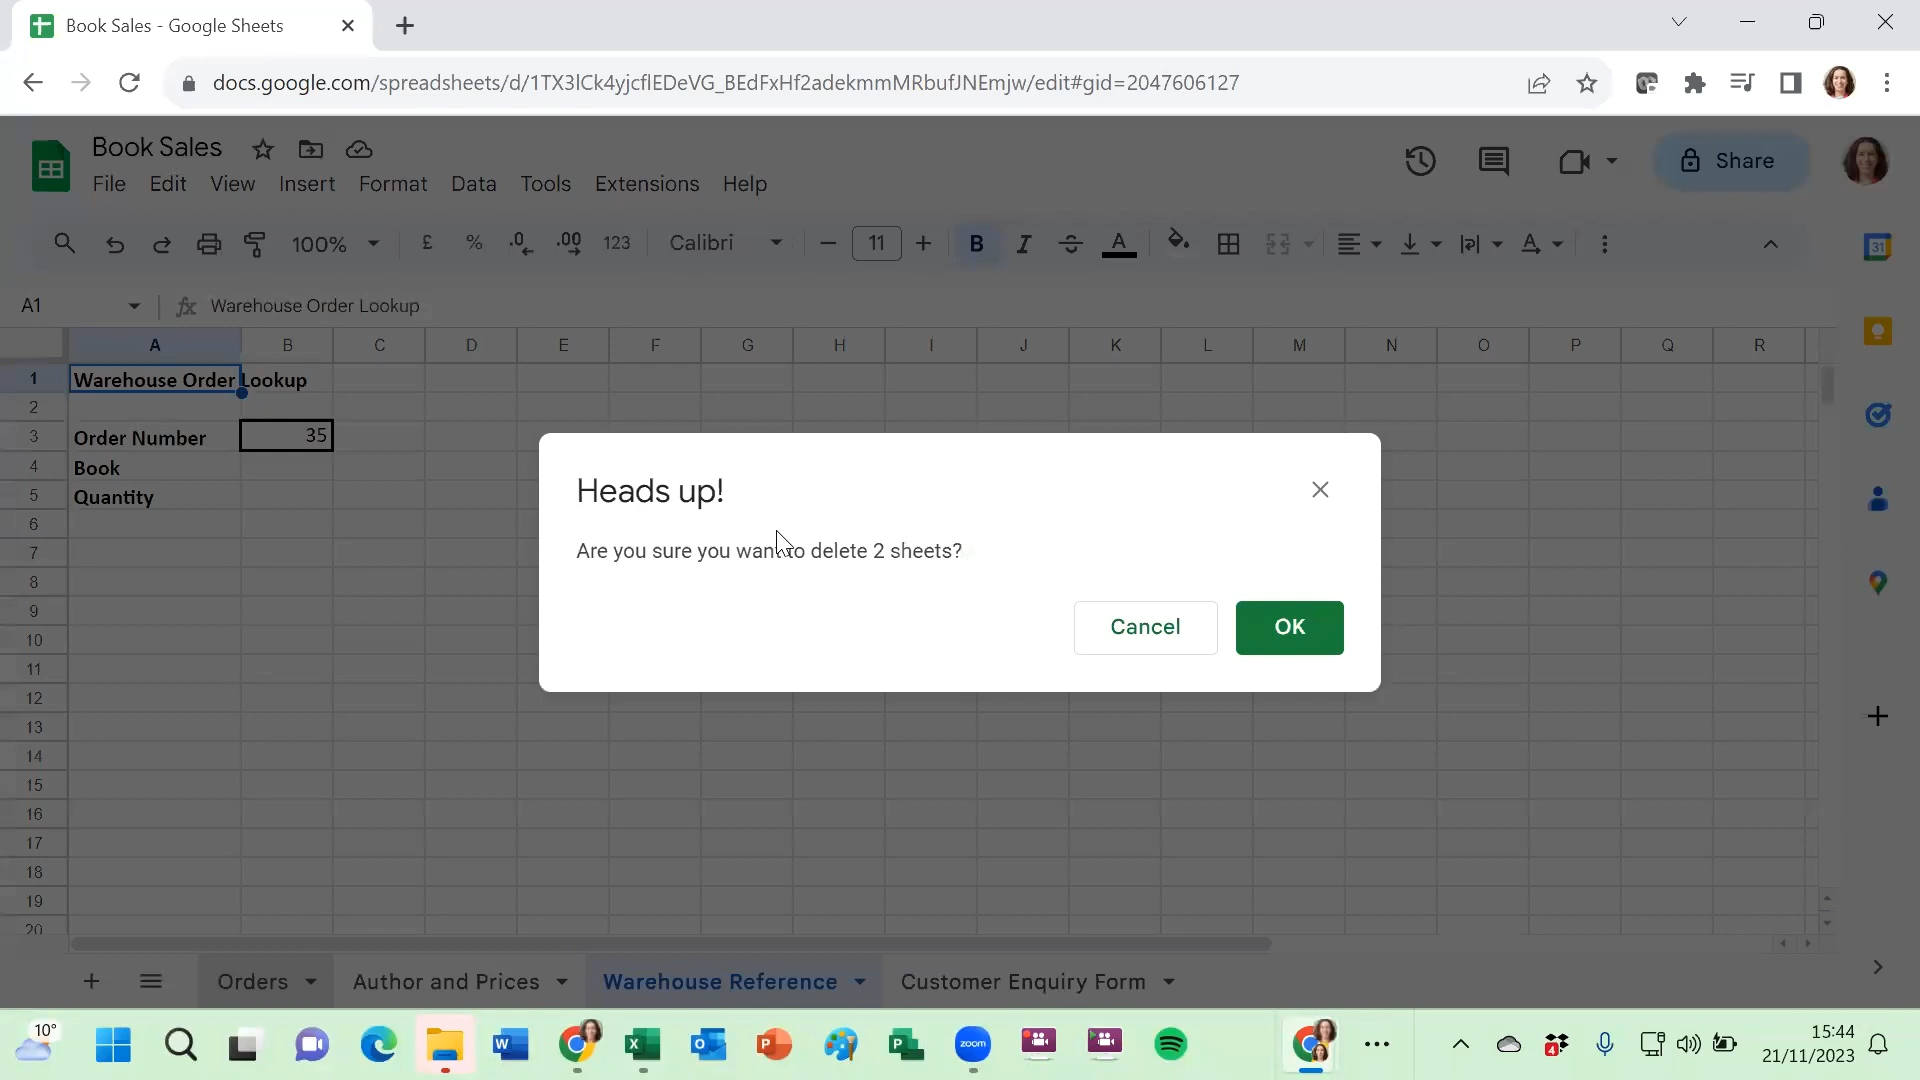 Book Sales - Google Sheets
docs.google.com/spreadsheets/d/1TX3lCk4yjcflEDeVG_BEdFxHf2adekmmMRbufJNEmjw/edit#gid=2047606127
Book Sales
File Edit View Insert Format Data Tools Extensions Help
Share
100% £ % .0 .00 123 Calibri 11 B I S A A
31
A1 fx Warehouse Order Lookup
A B C D E F G H I J K L M N O P Q R
1 Warehouse Order Lookup
2
3 Order Number 35
4 Book
5 Quantity
6
7
8
9
10
11
12
13
14
15
16
17
18
19
20
Heads up!
Are you sure you want to delete 2 sheets?
Cancel OK
Orders Author and Prices Warehouse Reference Customer Enquiry Form
10° W X O P P zoom 4 15:44
21/11/2023